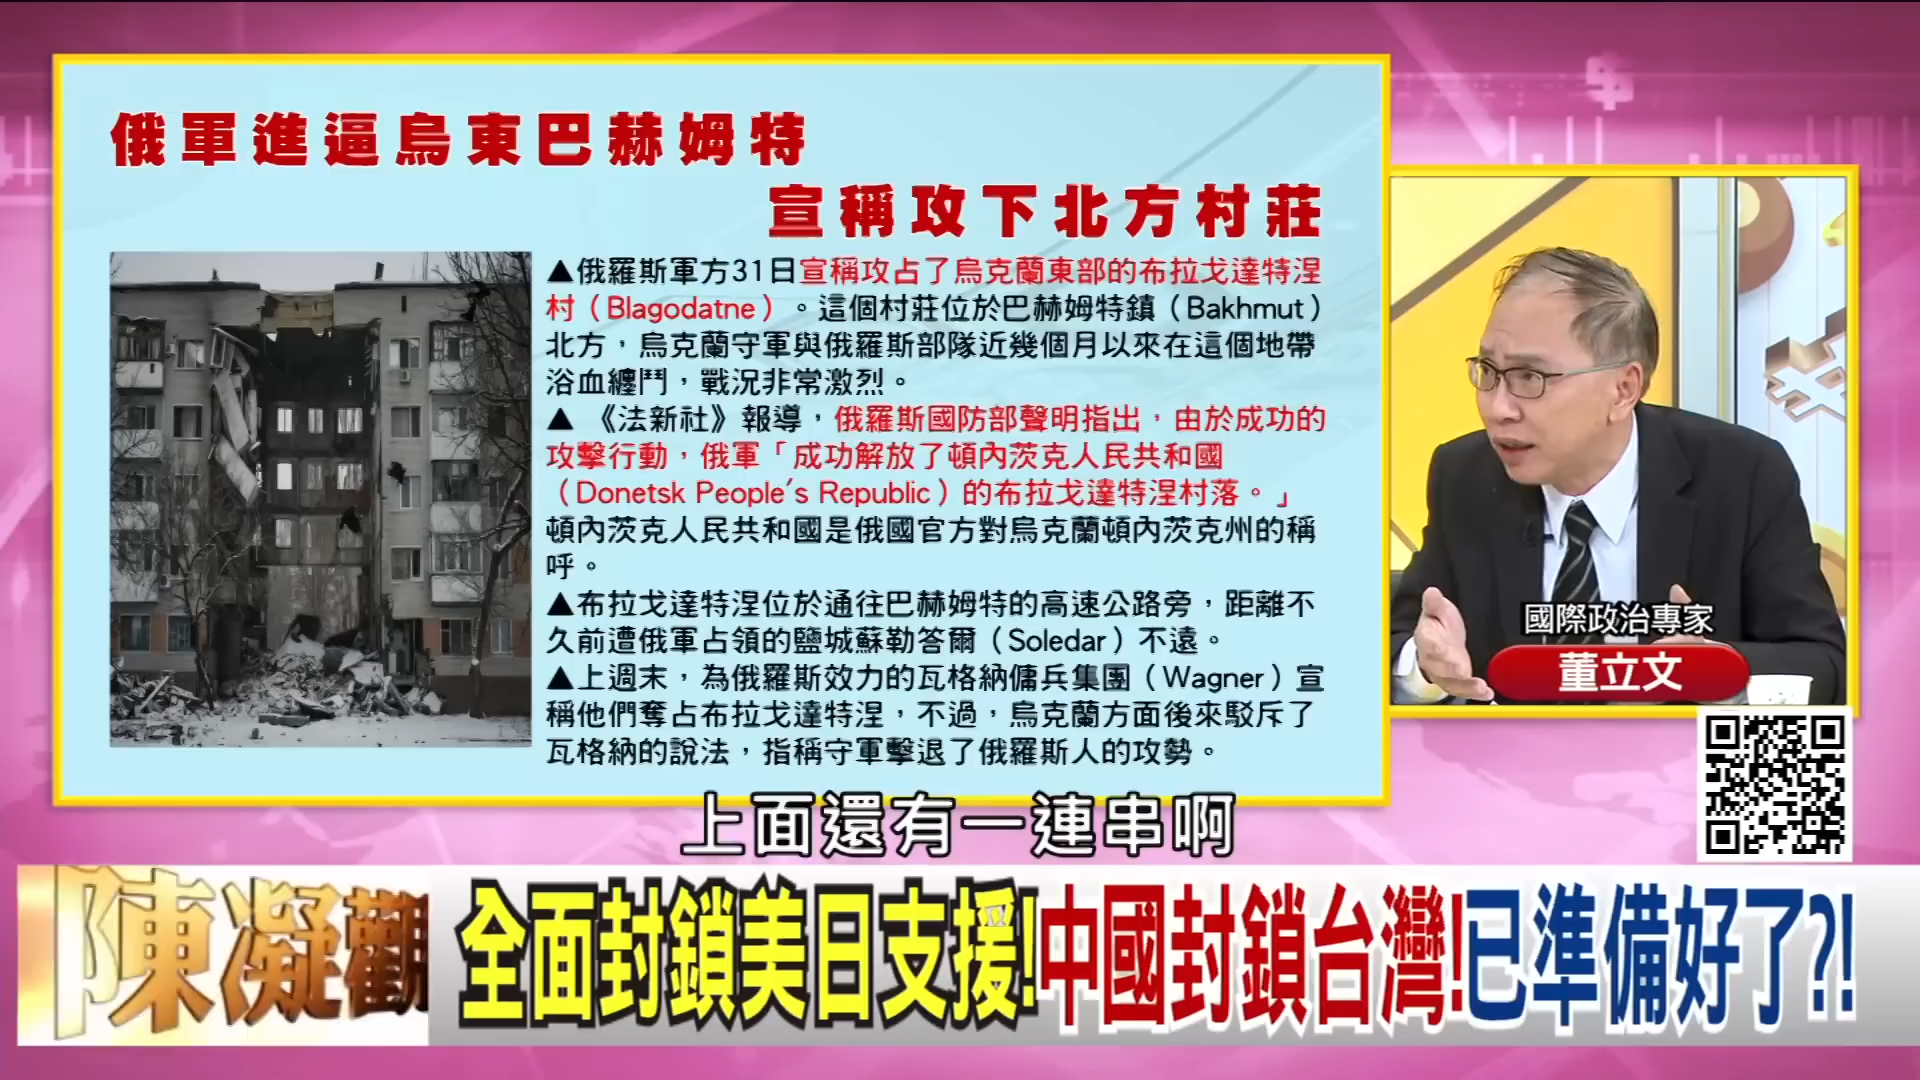 俄軍進逼烏東巴赫姆特
宣稱攻下北方村莊
▲俄羅斯軍方31日宣稱攻占了烏克蘭東部的布拉戈達特涅
村（Blagodatne）。這個村莊位於巴赫姆特鎮（Bakhmut）
北方，烏克蘭守軍與俄羅斯部隊近幾個月以來在這個地帶
浴血纏鬥，戰況非常激烈。
▲ 《法新社》報導，俄羅斯國防部聲明指出，由於成功的
攻擊行動，俄軍「成功解放了頓內茨克人民共和國
（Donetsk People's Republic）的布拉戈達特涅村落。」
頓內茨克人民共和國是俄國官方對烏克蘭頓內茨克州的稱
呼。
▲布拉戈達特涅位於通往巴赫姆特的高速公路旁，距離不
久前遭俄軍占領的鹽城蘇勒答爾（Soledar）不遠。
▲上週末，為俄羅斯效力的瓦格納傭兵集團（Wagner）宣
稱他們奪占布拉戈達特涅，不過，烏克蘭方面後來駁斥了
瓦格納的說法，指稱守軍擊退了俄羅斯人的攻勢。
國際政治專家
董立文
上面還有一連串啊
陳凝觀
全面封鎖美日支援!中國封鎖台灣!已準備好了?!